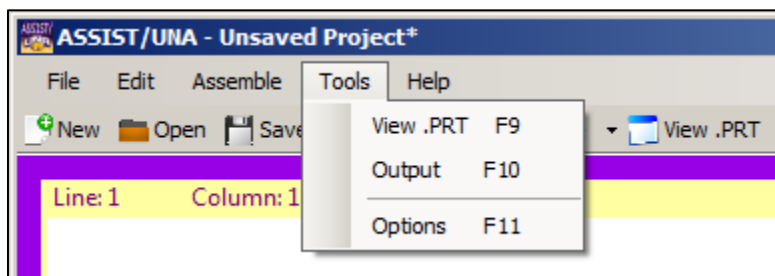 ASSIST/UNA - Unsaved Project*
File Edit Assemble Tools Help
New Open Save View .PRT
View .PRT F9
Output F10
Options F11
Line: 1 Column: 1